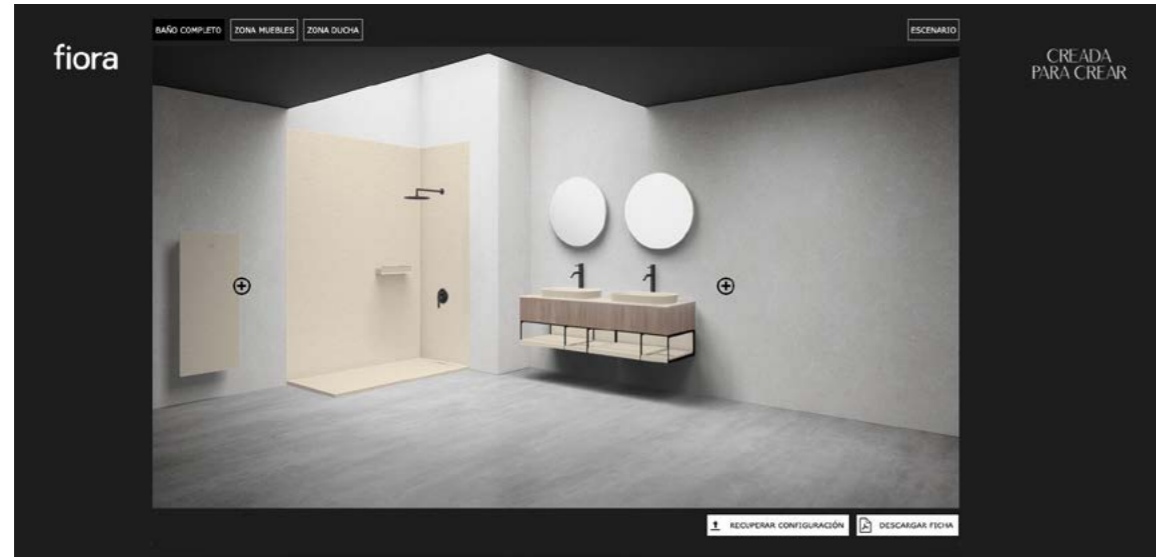 fiora
BAÑO COMPLETO
ZONA MUEBLES
ZONA DUCHA
ESCENARIO
CREADA
PARA CREAR
RECUPERAR CONFIGURACIÓN
DESCARGAR FICHA